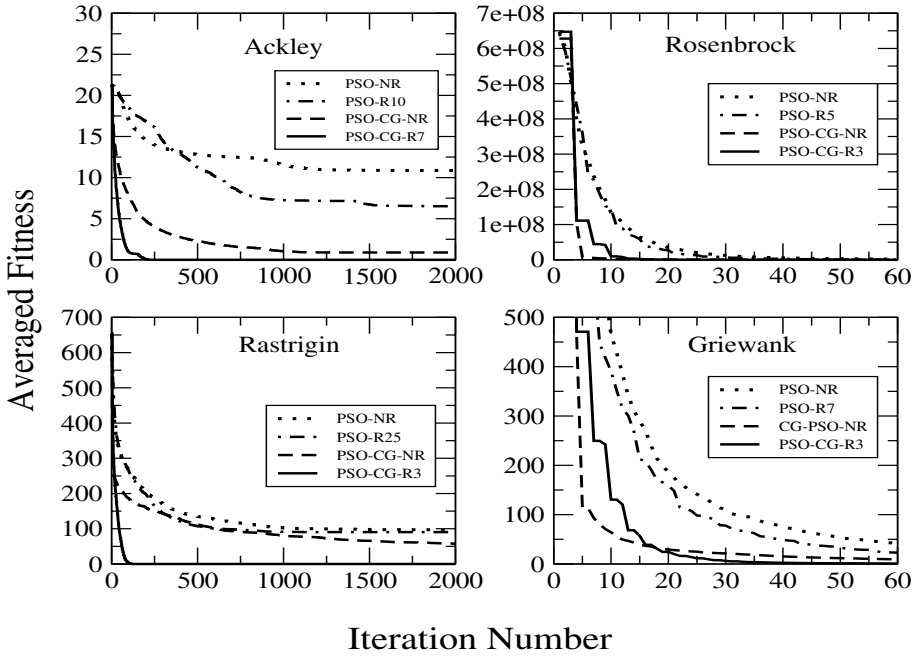 Averaged Fitness
Ackley
30
25
20
15
10
5
0
PSO-NR
PSO-R10
PSO-CG-NR
PSO-CG-R7
0 500 1000 1500 2000
Rosenbrock
7e+08
6e+08
5e+08
4e+08
3e+08
2e+08
1e+08
0e+00
PSO-NR
PSO-R5
PSO-CG-NR
PSO-CG-R3
0 10 20 30 40 50 60
Rastrigin
700
600
500
400
300
200
100
0
PSO-NR
PSO-R25
PSO-CG-NR
PSO-CG-R3
0 500 1000 1500 2000
Griewank
500
400
300
200
100
0
PSO-NR
PSO-R7
CG-PSO-NR
PSO-CG-R3
0 10 20 30 40 50 60
Iteration Number